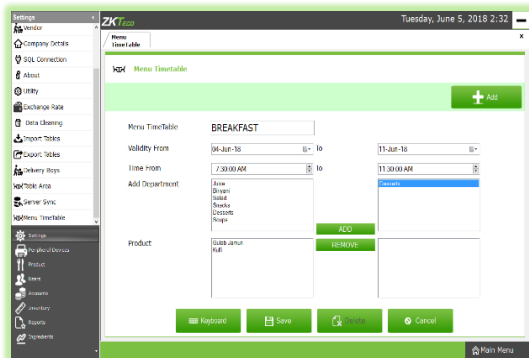 Settings
ZKTeco
Tuesday, June 5, 2018 2:32
Vendor
Company Details
SQL Connection
About
Utility
Exchange Rate
Data Cleaning
Import Tables
Export Tables
Delivery Boys
Table Area
Server Sync
Menu TimeTable
Settings
Peripheral Devices
Product
Users
Accounts
Inventory
Reports
Ingredients
Menu
Timetable
x
Menu Timetable
Add
Menu TimeTable
BREAKFAST
Validity From
04-Jun-18
to
11-Jun-18
Time From
7:30:00 AM
to
11:30:00 AM
Add Department
Biryani
Salad
Snacks
Desserts
Soups
Desserts
ADD
Product
Gulab Jamun
Kulfi
REMOVE
Keyboard
Save
Delete
Cancel
Main Menu